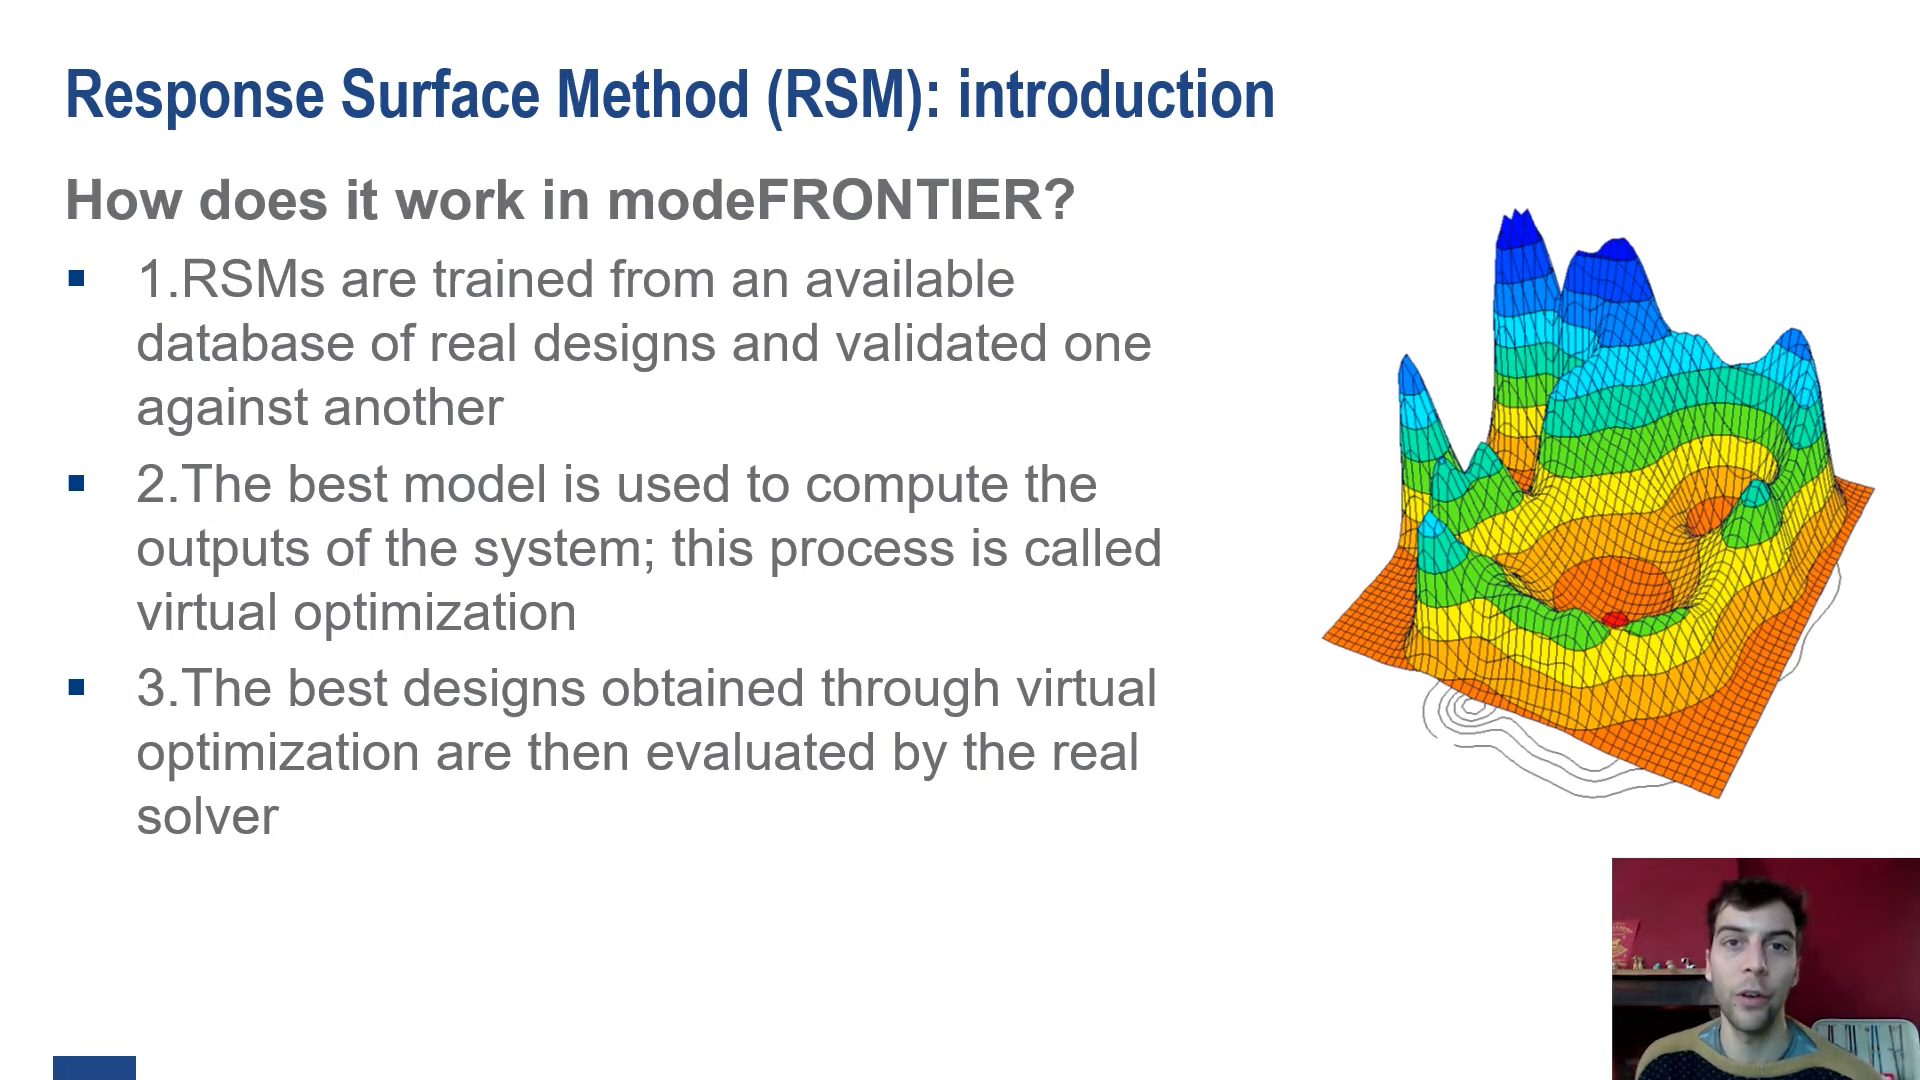 Response Surface Method (RSM): introduction
How does it work in modeFRONTIER?
1.RSMs are trained from an available
database of real designs and validated one
against another
2.The best model is used to compute the
outputs of the system; this process is called
virtual optimization
3.The best designs obtained through virtual
optimization are then evaluated by the real
solver